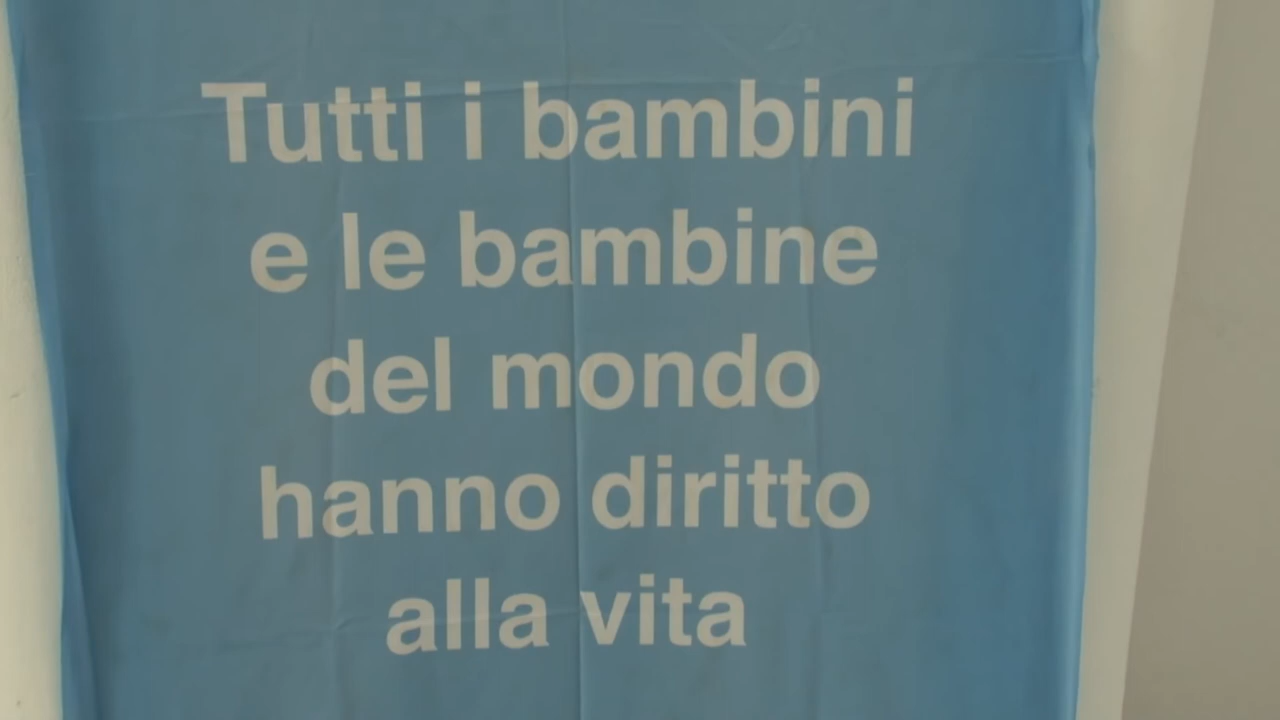 Tutti i bambini
e le bambine
del mondo
hanno diritto
alla vita